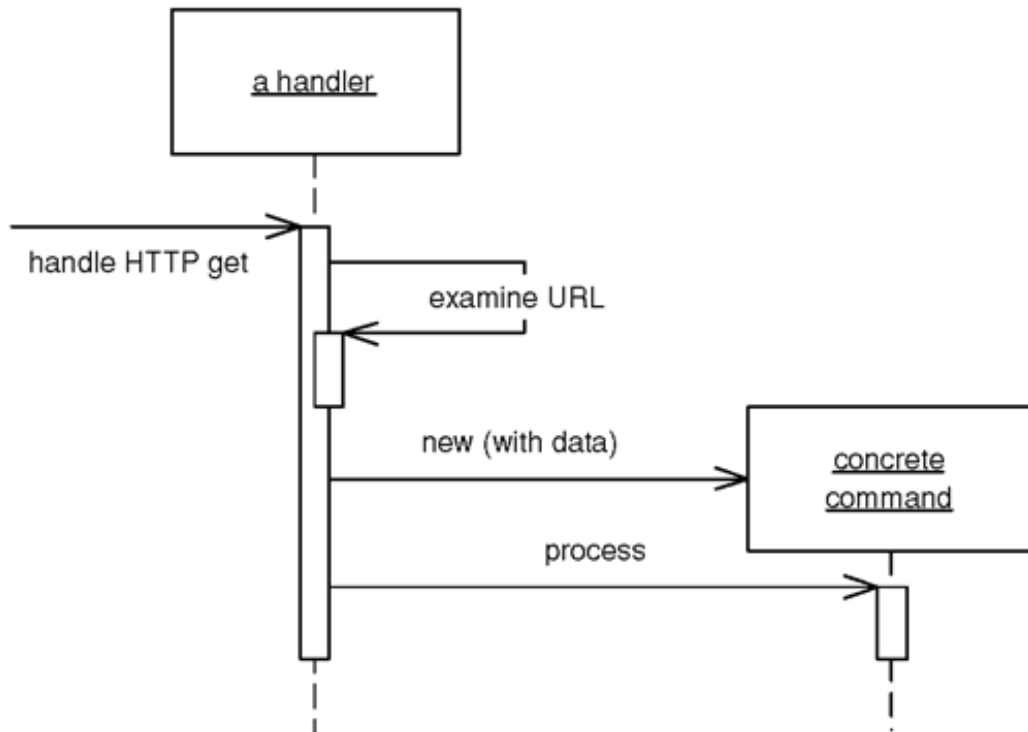 a handler
handle HTTP get
examine URL
new (with data)
concrete
command
process